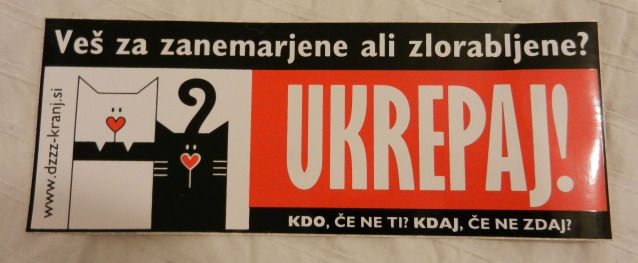 Veš za zanemarjene ali zlorabljene?
www.dzzz-kranj.si
UKREPAJ!
KDO, ČE NE TI? KDAJ, ČE NE ZDAJ?